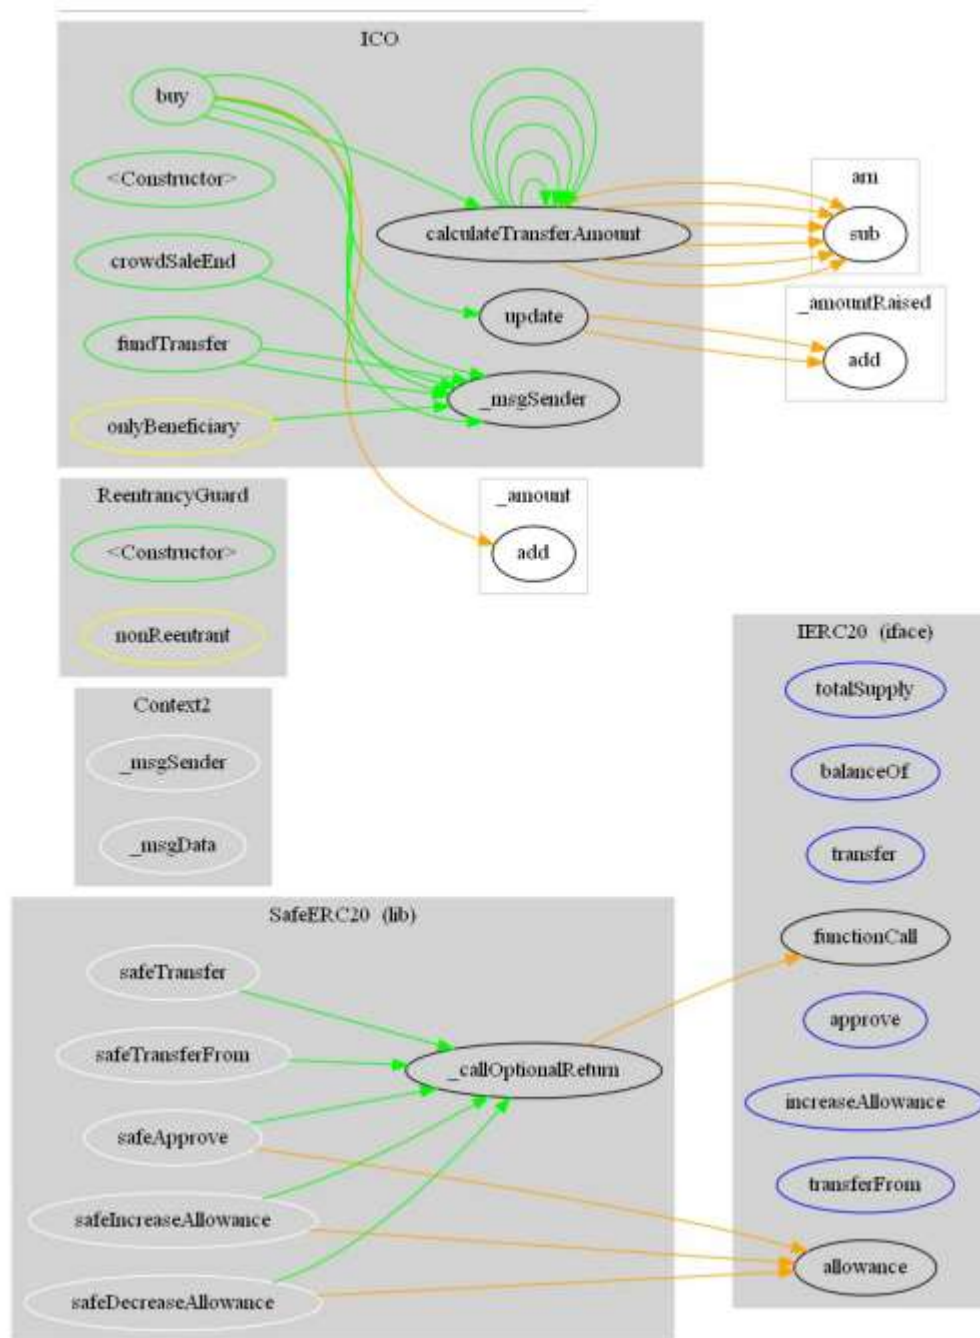 ICO
buy
<Constructor>
calculateTransferAmount
crowdSaleEnd
update
fundTransfer
_msgSender
onlyBeneficiary
am
sub
_amountRaised
add
ReentrancyGuard
<Constructor>
nonReentrant
_amount
add
Context2
_msgSender
_msgData
IERC20 (iface)
totalSupply
balanceOf
transfer
functionCall
approve
increaseAllowance
transferFrom
allowance
SafeERC20 (lib)
safeTransfer
safeTransferFrom
_callOptionalReturn
safeApprove
safeIncreaseAllowance
safeDecreaseAllowance